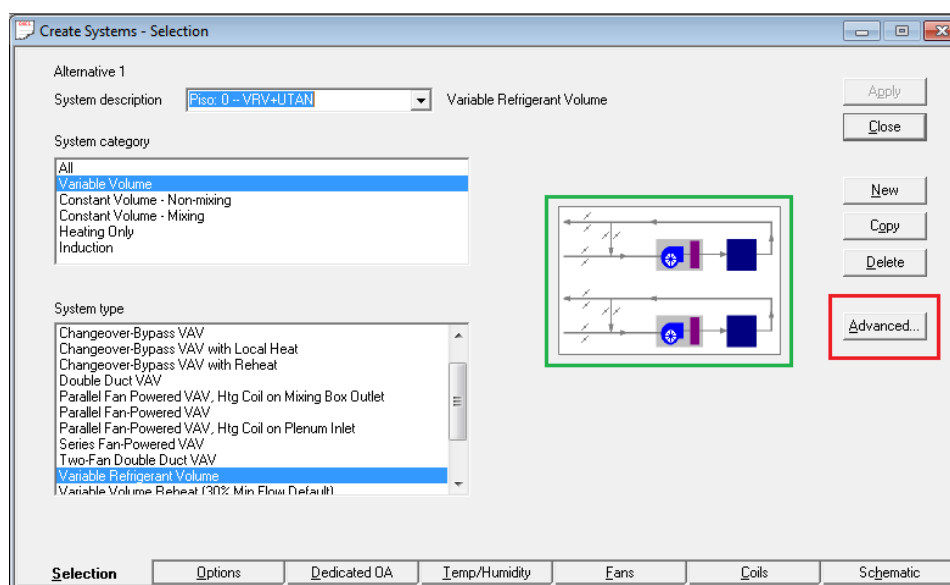 Create Systems - Selection
Alternative 1
System description
Piso: 0 -- VRV+UTAN
Variable Refrigerant Volume
Apply
Close
System category
All
Variable Volume
Constant Volume - Non-mixing
Constant Volume - Mixing
Heating Only
Induction
New
Copy
Delete
Advanced...
System type
Changeover-Bypass VAV
Changeover-Bypass VAV with Local Heat
Changeover-Bypass VAV with Reheat
Double Duct VAV
Parallel Fan-Powered VAV, Htg Coil on Mixing Box Outlet
Parallel Fan-Powered VAV
Parallel Fan-Powered VAV, Htg Coil on Plenum Inlet
Series Fan-Powered VAV
Two-Fan Double Duct VAV
Variable Refrigerant Volume
Variable Volume Reheat (30% Min Flow Default)
Selection
Options
Dedicated OA
Temp/Humidity
Fans
Coils
Schematic